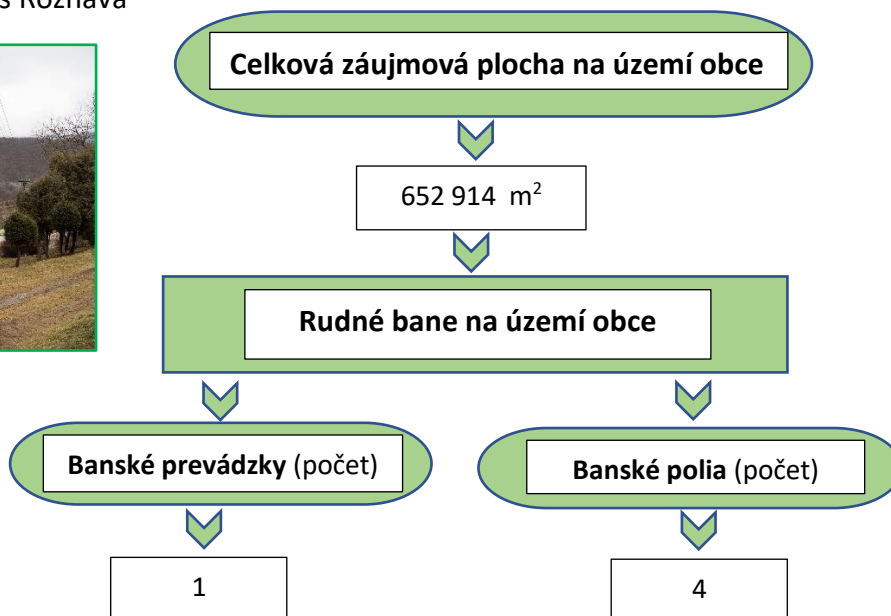 s Rožňava
Celková záujmová plocha na území obce
652 914 m²
Rudné bane na území obce
Banské prevádzky (počet)
Banské polia (počet)
1
4